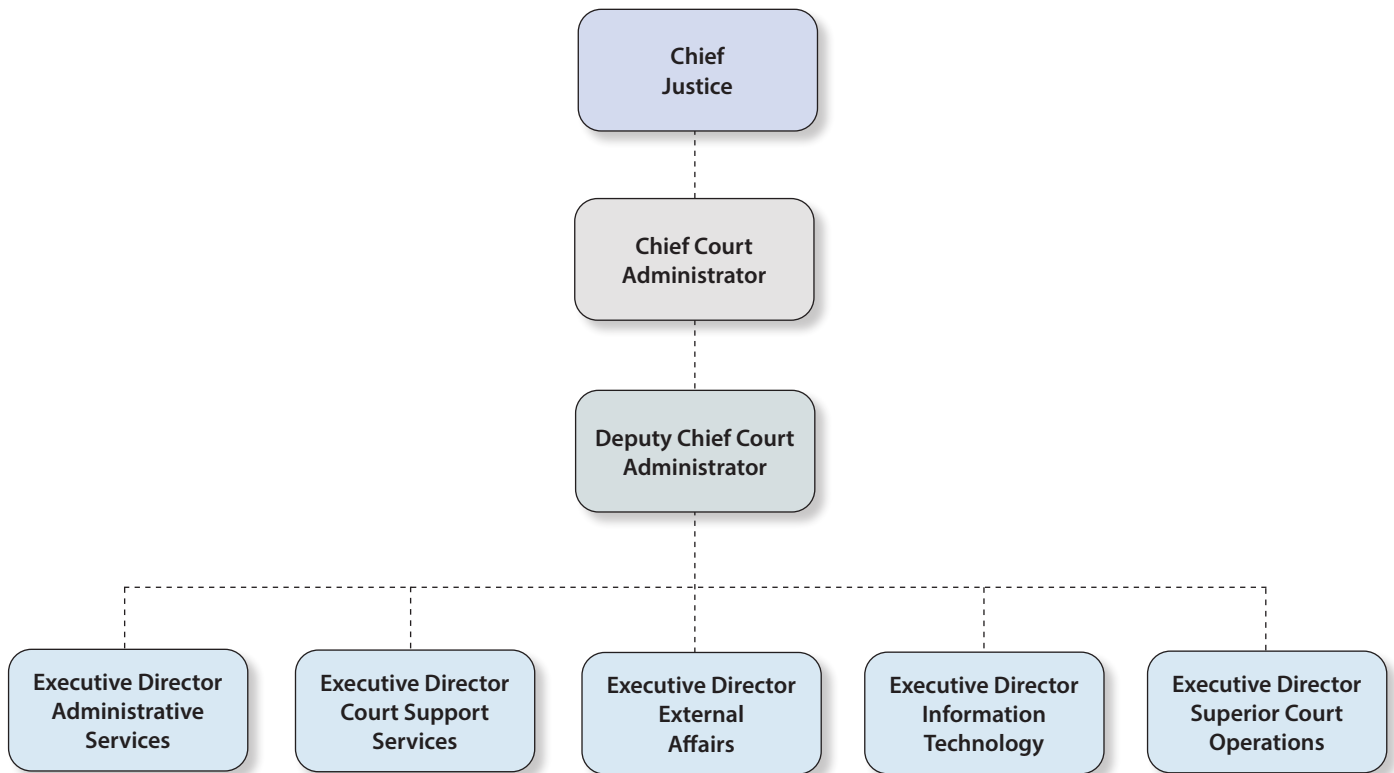 Chief
Justice
Chief Court
Administrator
Deputy Chief Court
Administrator
Executive Director
Administrative
Services
Executive Director
Court Support
Services
Executive Director
External
Affairs
Executive Director
Information
Technology
Executive Director
Superior Court
Operations